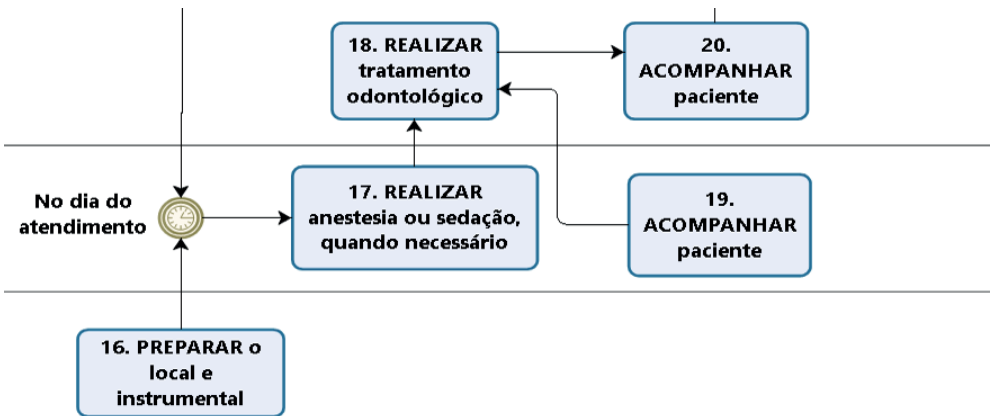 18. REALIZAR
tratamento
odontológico
20.
ACOMPANHAR
paciente
No dia do
atendimento
17. REALIZAR
anestesia ou sedação,
quando necessário
19.
ACOMPANHAR
paciente
16. PREPARAR o
local e
instrumental